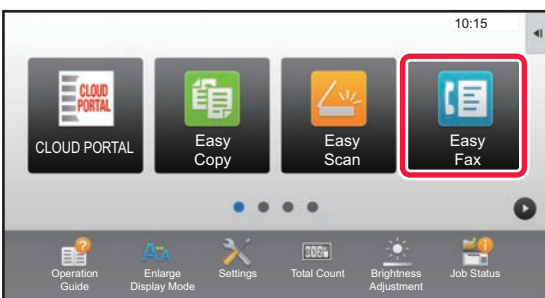 10:15
CLOUD
PORTAL
CLOUD PORTAL
Easy
Copy
Easy
Scan
Easy
Fax
Operation
Guide
Enlarge
Display Mode
Settings
Total Count
Brightness
Adjustment
Job Status